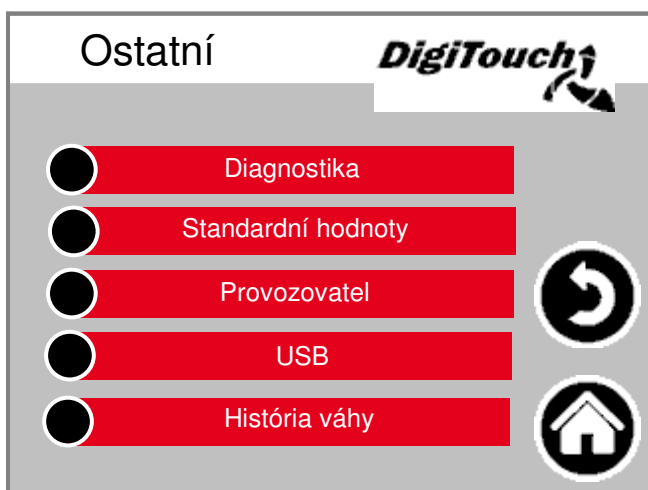 Ostatní
DigiTouch
Diagnostika
Standardní hodnoty
Provozovatel
USB
História váhy